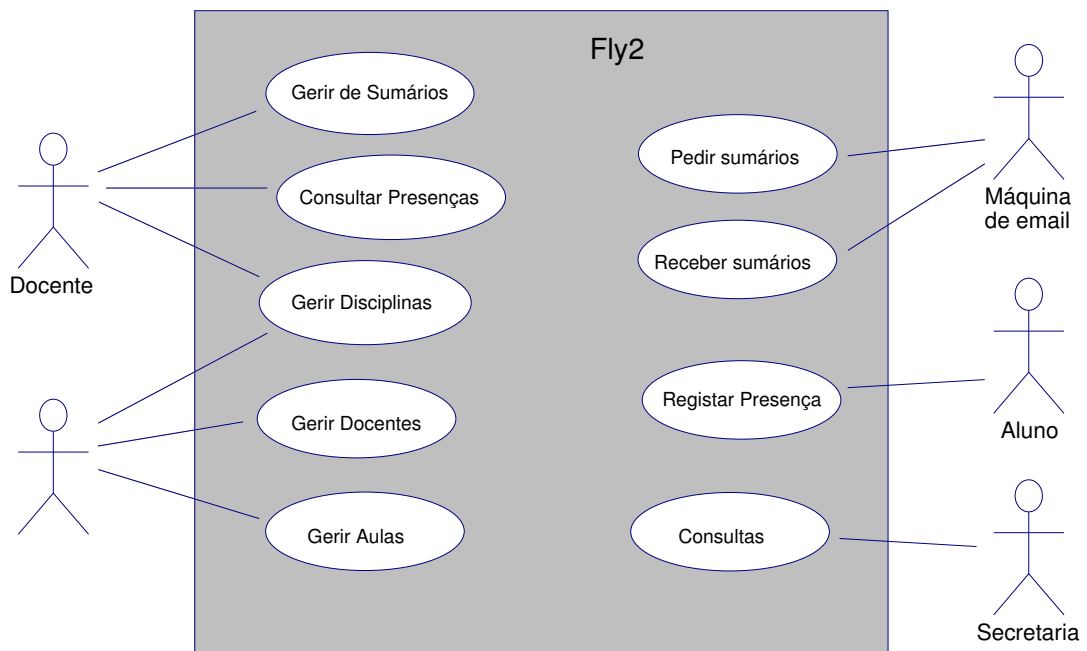 Fly2
Gerir de Sumários
Consultar Presenças
Gerir Disciplinas
Gerir Docentes
Gerir Aulas
Pedir sumários
Receber sumários
Registar Presença
Consultas
Docente
Máquina
de email
Aluno
Secretaria